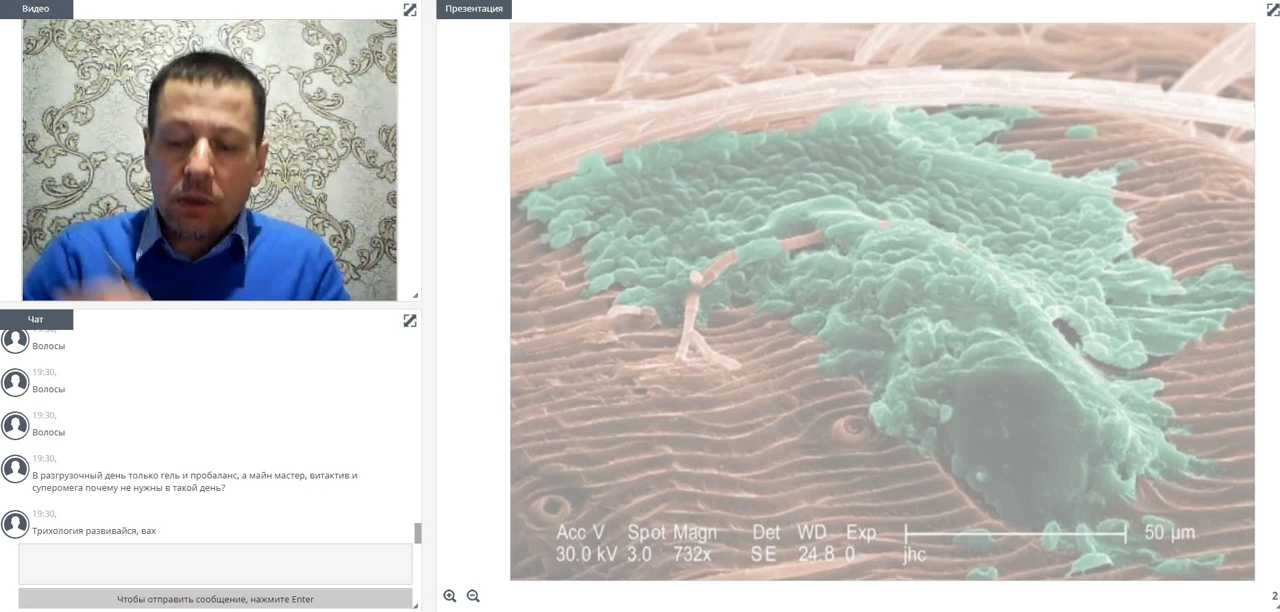 Видео
Презентация
Чат
Волосы
19:30,
Волосы
19:30,
Волосы
19:30,
В разгрузочный день только гель и пробаланс, а майн мастер, витактив и
суперомега почему не нужны в такой день?
19:30,
Трихология развивайся, вах
Чтобы отправить сообщение, нажмите Enter
Acc V Spot Magn Det WD Exp 50 µm
30.0 kV 3.0 732x SE 24.8 0 jhc
2